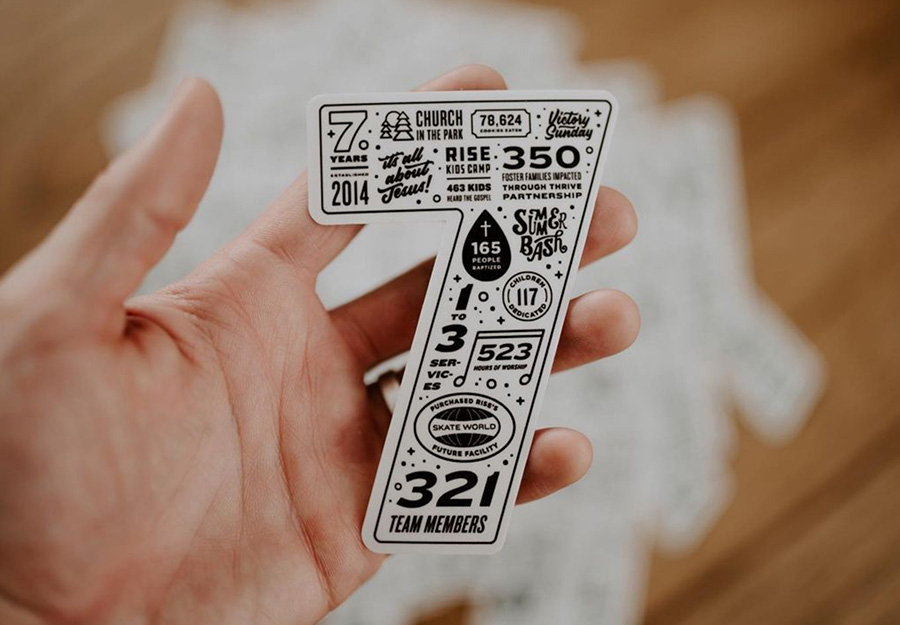 7
YEARS
ESTABLISHED
2014
CHURCH
IN THE PARK
78,624
COOKIES EATEN
Victory
Sunday
it's all
about
Jesus!
RISE
KIDS CAMP
463 KIDS
HEARD THE GOSPEL
350
FOSTER FAMILIES IMPACTED
THROUGH THRIVE
PARTNERSHIP
165
PEOPLE
BAPTIZED
SUMMER
BASH
1
TO
3
SER-
VIC-
ES
CHILDREN
117
DEDICATED
523
HOURS OF WORSHIP
PURCHASED RISE'S
SKATE WORLD
FUTURE FACILITY
321
TEAM MEMBERS